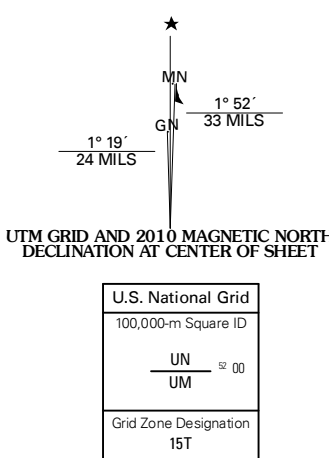 ★
MN
1° 52´
33 MILS
GN
1° 19´
24 MILS
UTM GRID AND 2010 MAGNETIC NORTH
DECLINATION AT CENTER OF SHEET
U.S. National Grid
100,000-m Square ID
UN
52 00
UM
Grid Zone Designation
15T